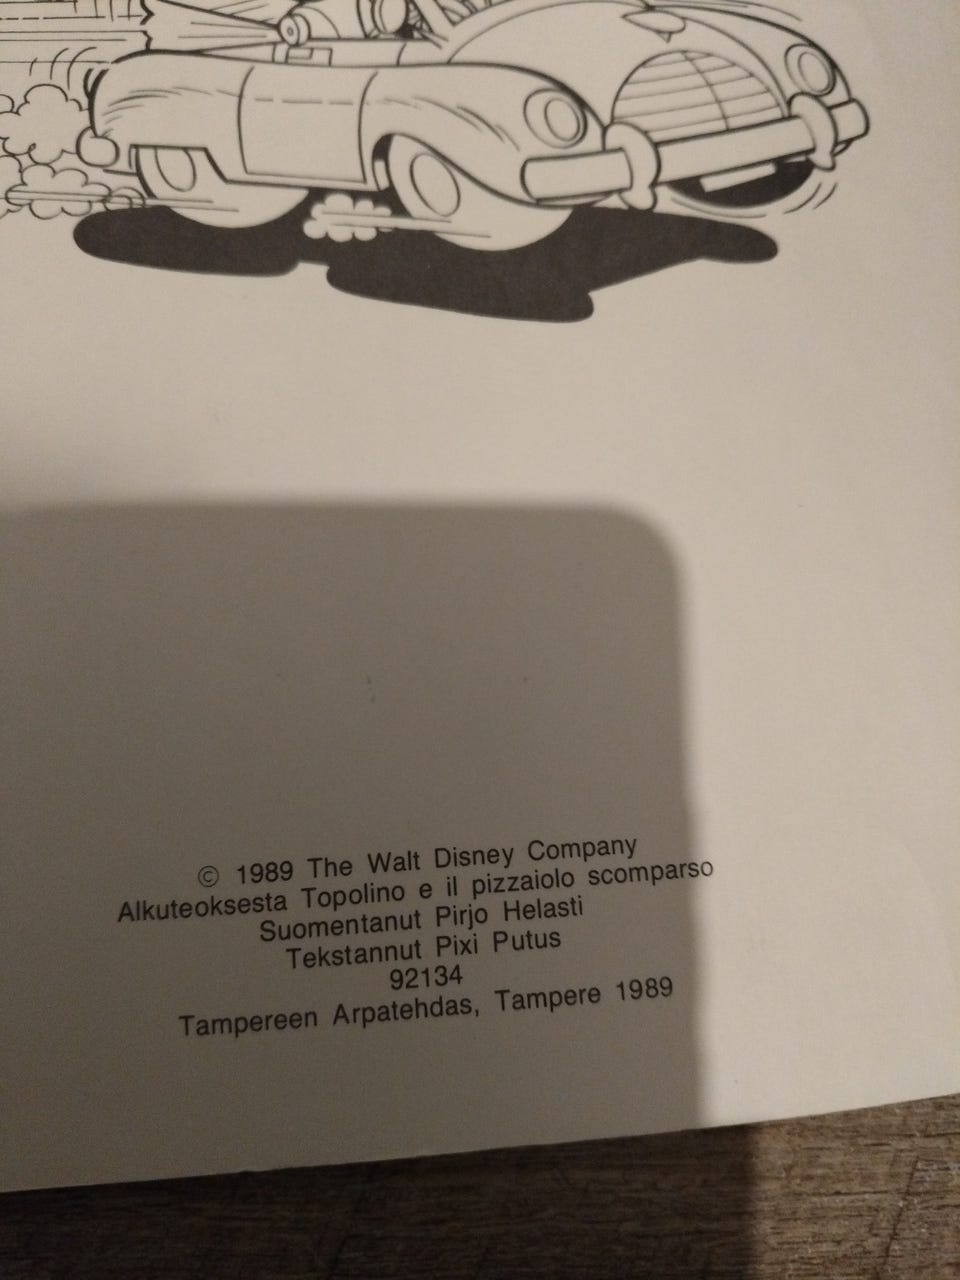 © 1989 The Walt Disney Company
Alkuteoksesta Topolino e il pizzaiolo scomparso
Suomentanut Pirjo Helasti
Tekstannut Pixi Putus
92134
Tampereen Arpatehdas, Tampere 1989